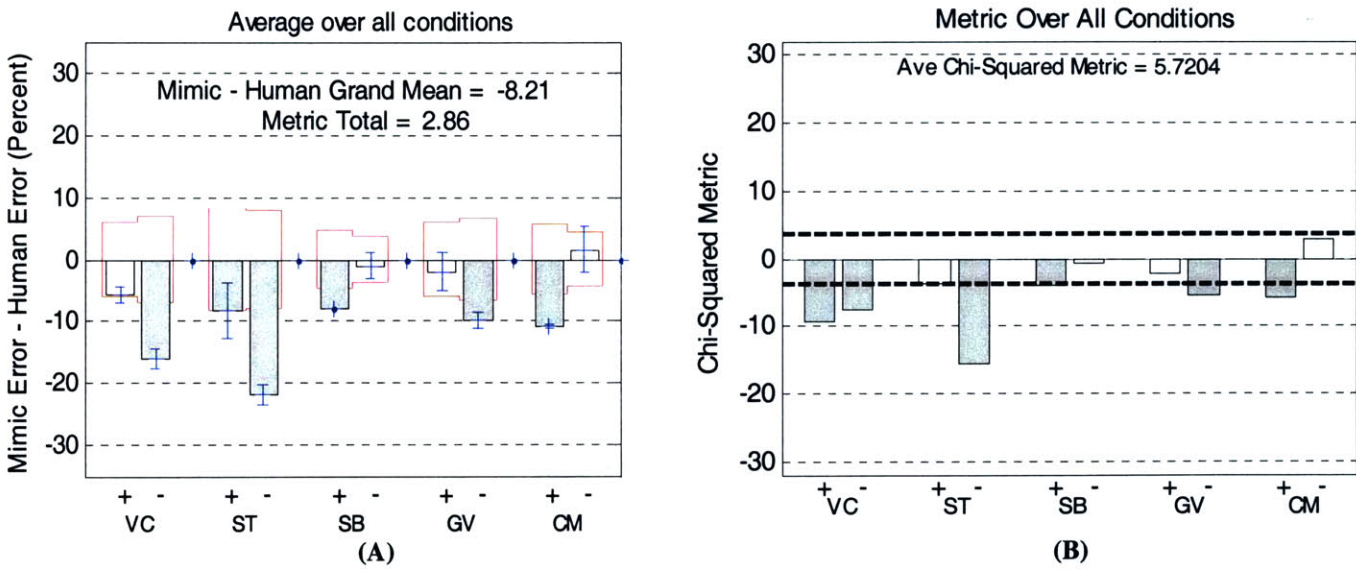 Average over all conditions
Mimic Error - Human Error (Percent)
30
20
10
0
-10
-20
-30
Mimic - Human Grand Mean = -8.21
Metric Total = 2.86
+ - + - + - + - + -
VC ST SB GV CM
(A)
Metric Over All Conditions
Chi-Squared Metric
30
20
10
0
-10
-20
-30
Ave Chi-Squared Metric = 5.7204
+ - + - + - + - + -
VC ST SB GV CM
(B)